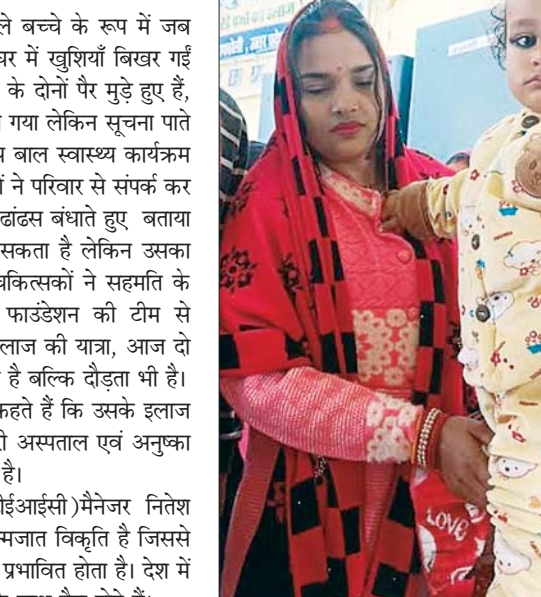 ले बच्चे के रूप में जब
घर में खुशियाँ बिखर गईं
के दोनों पैर मुड़े हुए हैं,
गया लेकिन सूचना पाते
बाल स्वास्थ्य कार्यक्रम
ने परिवार से संपर्क कर
ढांढस बंधाते हुए बताया
सकता है लेकिन उसका
चिकित्सकों ने सहमति के
फाउंडेशन की टीम से
लाज की यात्रा, आज दो
है बल्कि दौड़ता भी है।
कहते हैं कि उसके इलाज
री अस्पताल एवं अनुष्का
है।
ईआईसी)मैनेजर नितेश
न्मजात विकृति है जिससे
प्रभावित होता है। देश में
LOVE